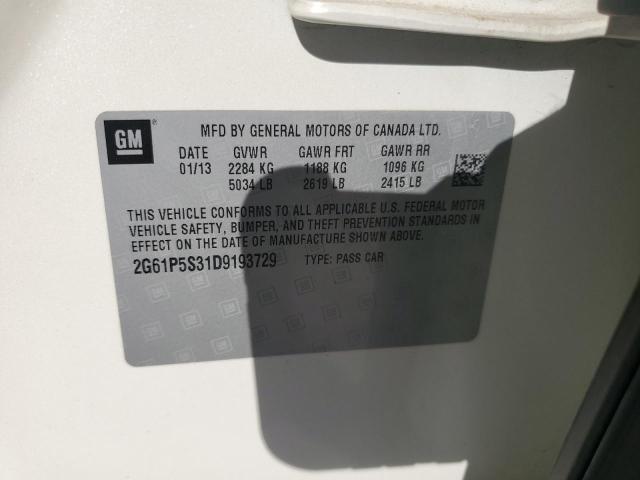 GM
®
MFD BY GENERAL MOTORS OF CANADA LTD.
DATE GVWR GAWR FRT GAWR RR
01/13 2284 KG 1188 KG 1096 KG
5034 LB 2619 LB 2415 LB
THIS VEHICLE CONFORMS TO ALL APPLICABLE U.S. FEDERAL MOTOR
VEHICLE SAFETY, BUMPER, AND THEFT PREVENTION STANDARDS IN
EFFECT ON THE DATE OF MANUFACTURE SHOWN ABOVE.
2G61P5S31D9193729 TYPE: PASS CAR